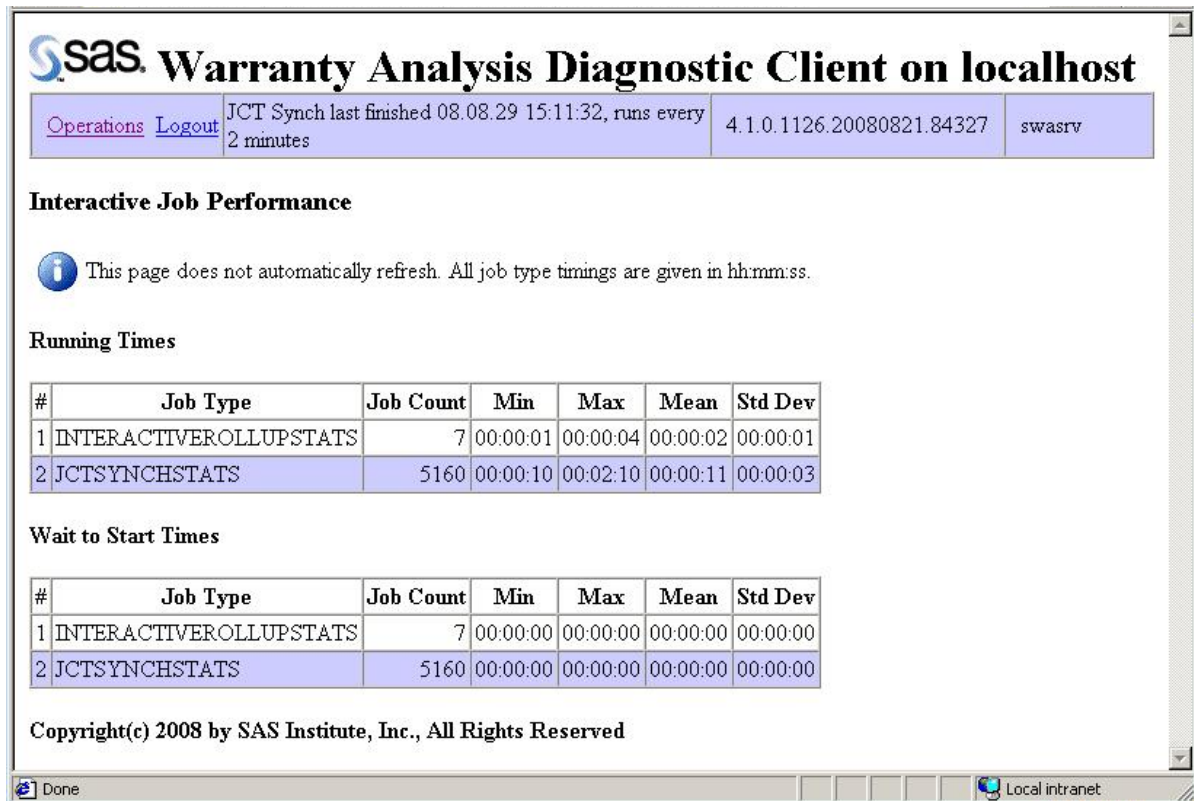 sas. Warranty Analysis Diagnostic Client on localhost
Operations Logout JCT Synch last finished 08.08.29 15:11:32, runs every 2 minutes 4.1.0.1126.20080821.84327 swasrv
Interactive Job Performance
This page does not automatically refresh. All job type timings are given in hh:mm:ss.
Running Times
# Job Type Job Count Min Max Mean Std Dev
1 INTERACTIVEROLLUPSTATS 7 00:00:01 00:00:04 00:00:02 00:00:01
2 JCTSYNCHSTATS 5160 00:00:10 00:02:10 00:00:11 00:00:03
Wait to Start Times
# Job Type Job Count Min Max Mean Std Dev
1 INTERACTIVEROLLUPSTATS 7 00:00:00 00:00:00 00:00:00 00:00:00
2 JCTSYNCHSTATS 5160 00:00:00 00:00:00 00:00:00 00:00:00
Copyright(c) 2008 by SAS Institute, Inc., All Rights Reserved
Done Local intranet